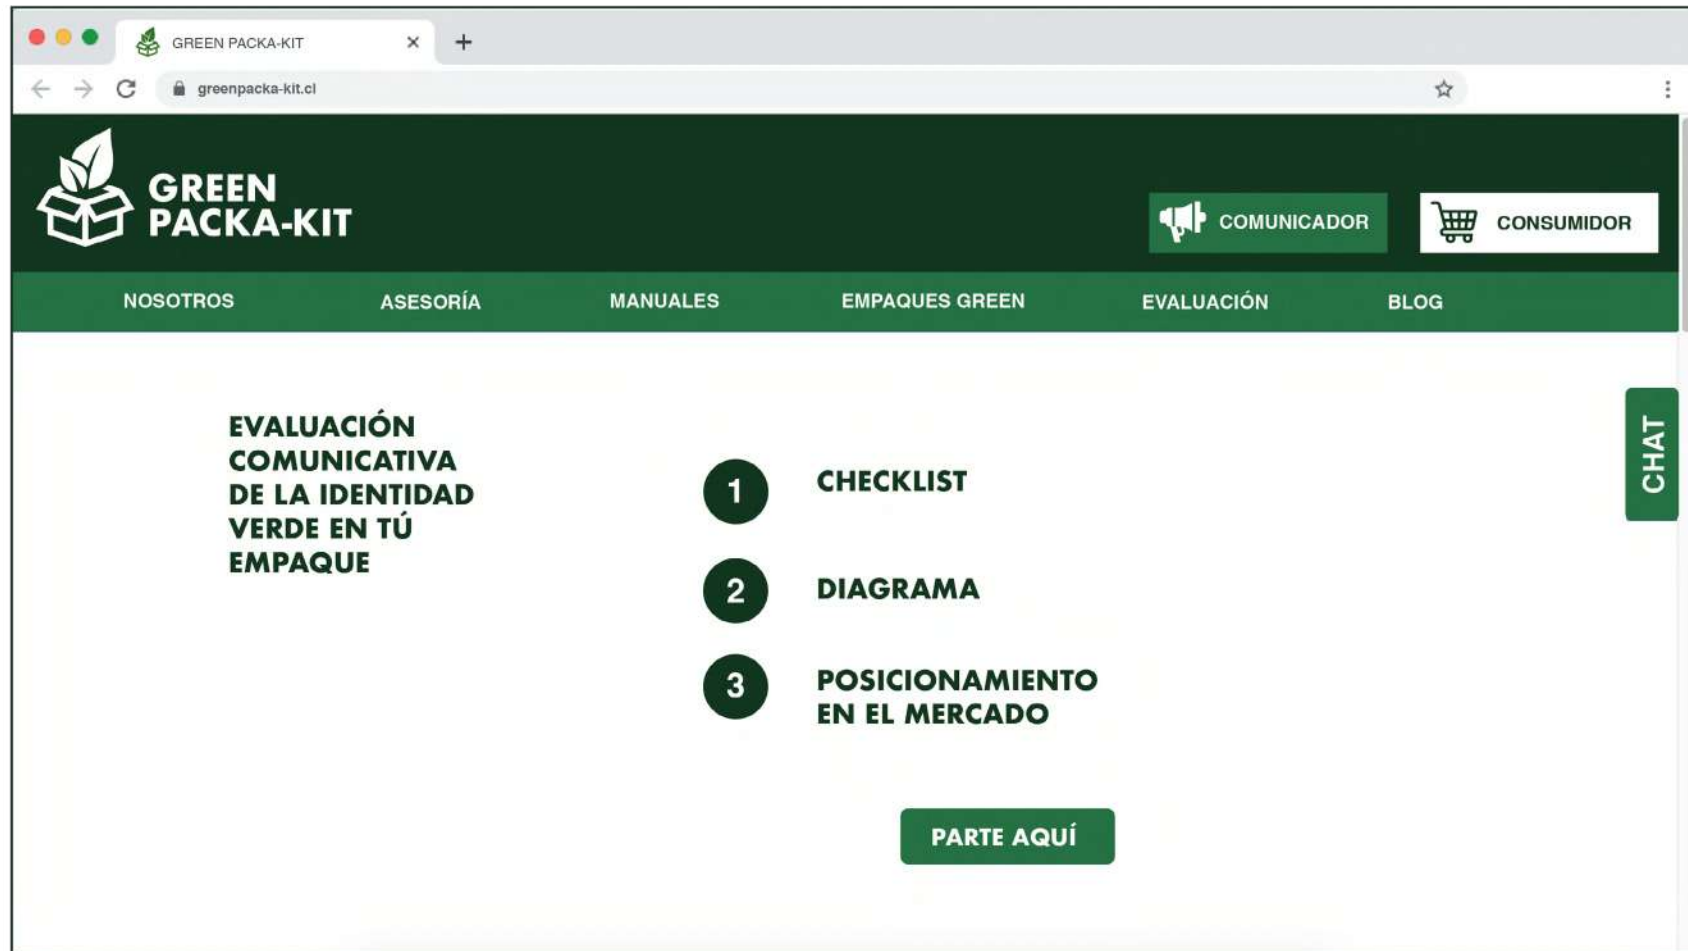 GREEN PACKA-KIT
greenpacka-kit.cl
GREEN
PACKA-KIT
COMUNICADOR
CONSUMIDOR
NOSOTROS
ASESORÍA
MANUALES
EMPAQUES GREEN
EVALUACIÓN
BLOG
EVALUACIÓN
COMUNICATIVA
DE LA IDENTIDAD
VERDE EN TÚ
EMPAQUE
1
CHECKLIST
2
DIAGRAMA
3
POSICIONAMIENTO
EN EL MERCADO
PARTE AQUÍ
CHAT